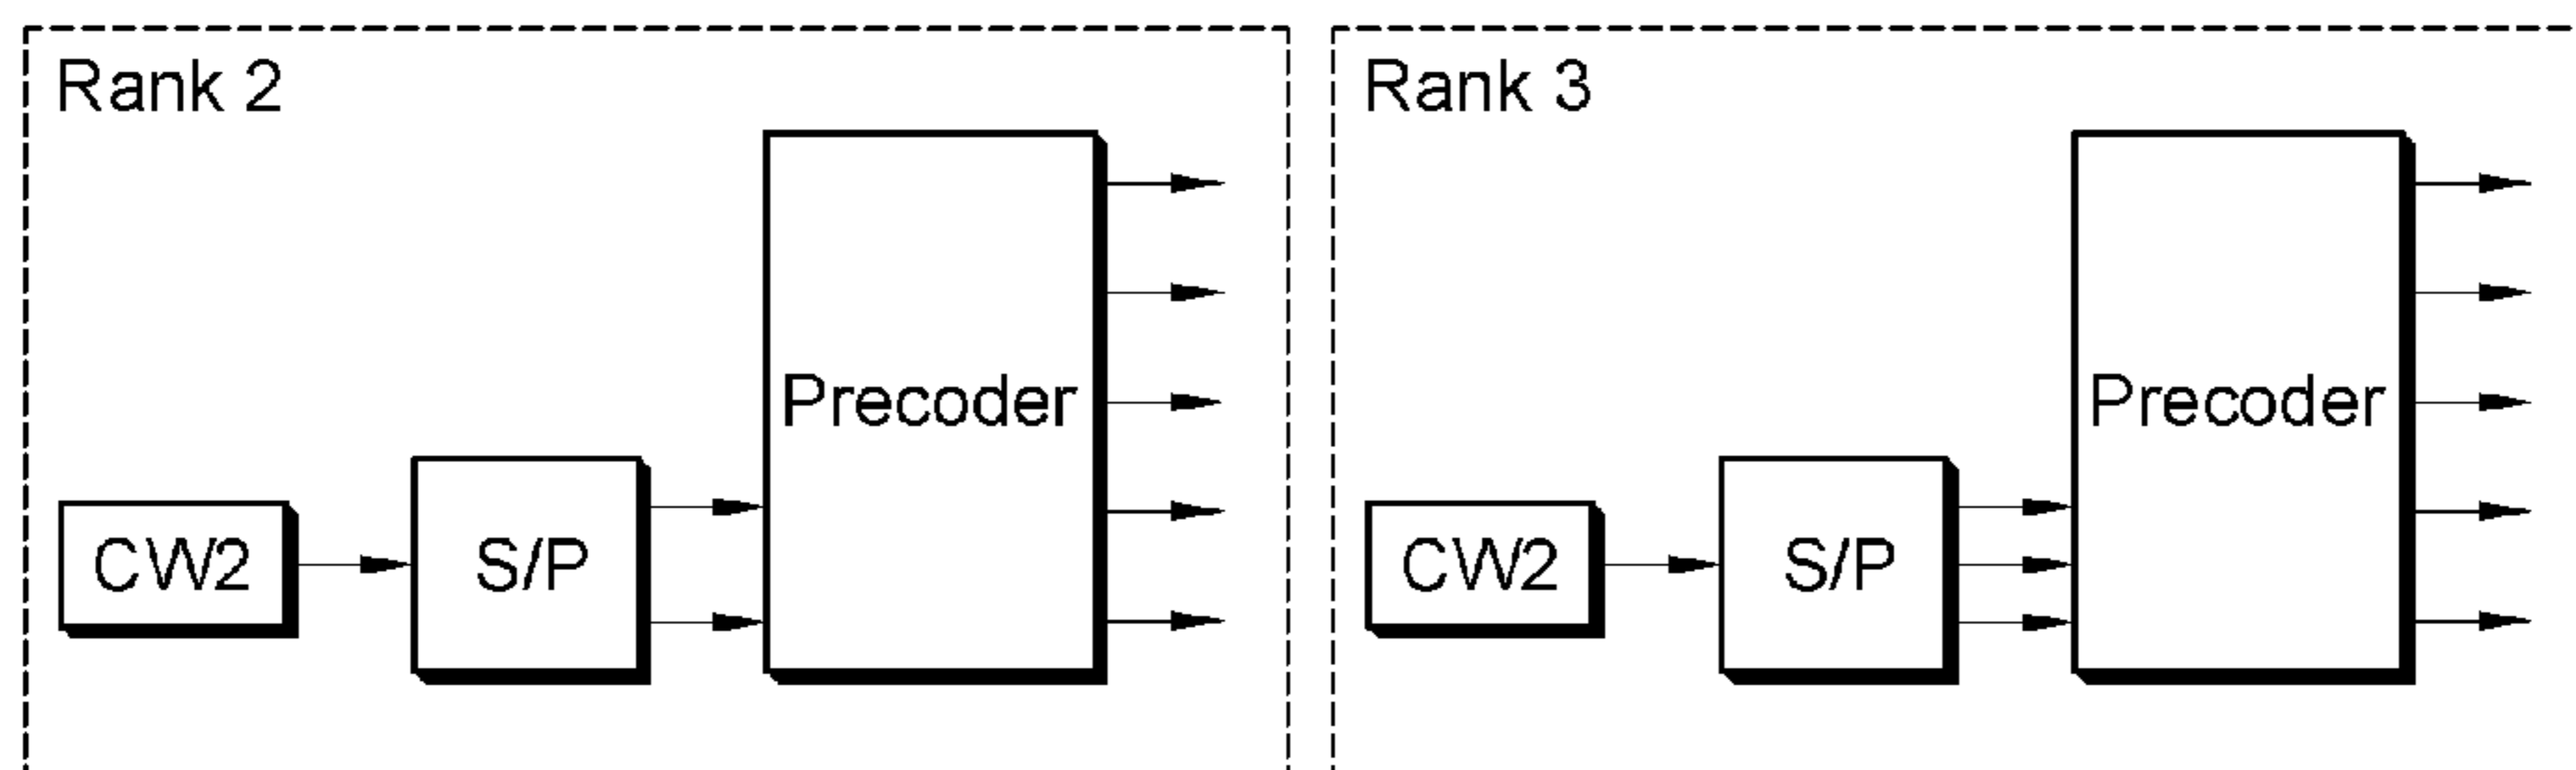 Rank 2
Precoder
CW2
S/P
Rank 3
Precoder
CW2
S/P